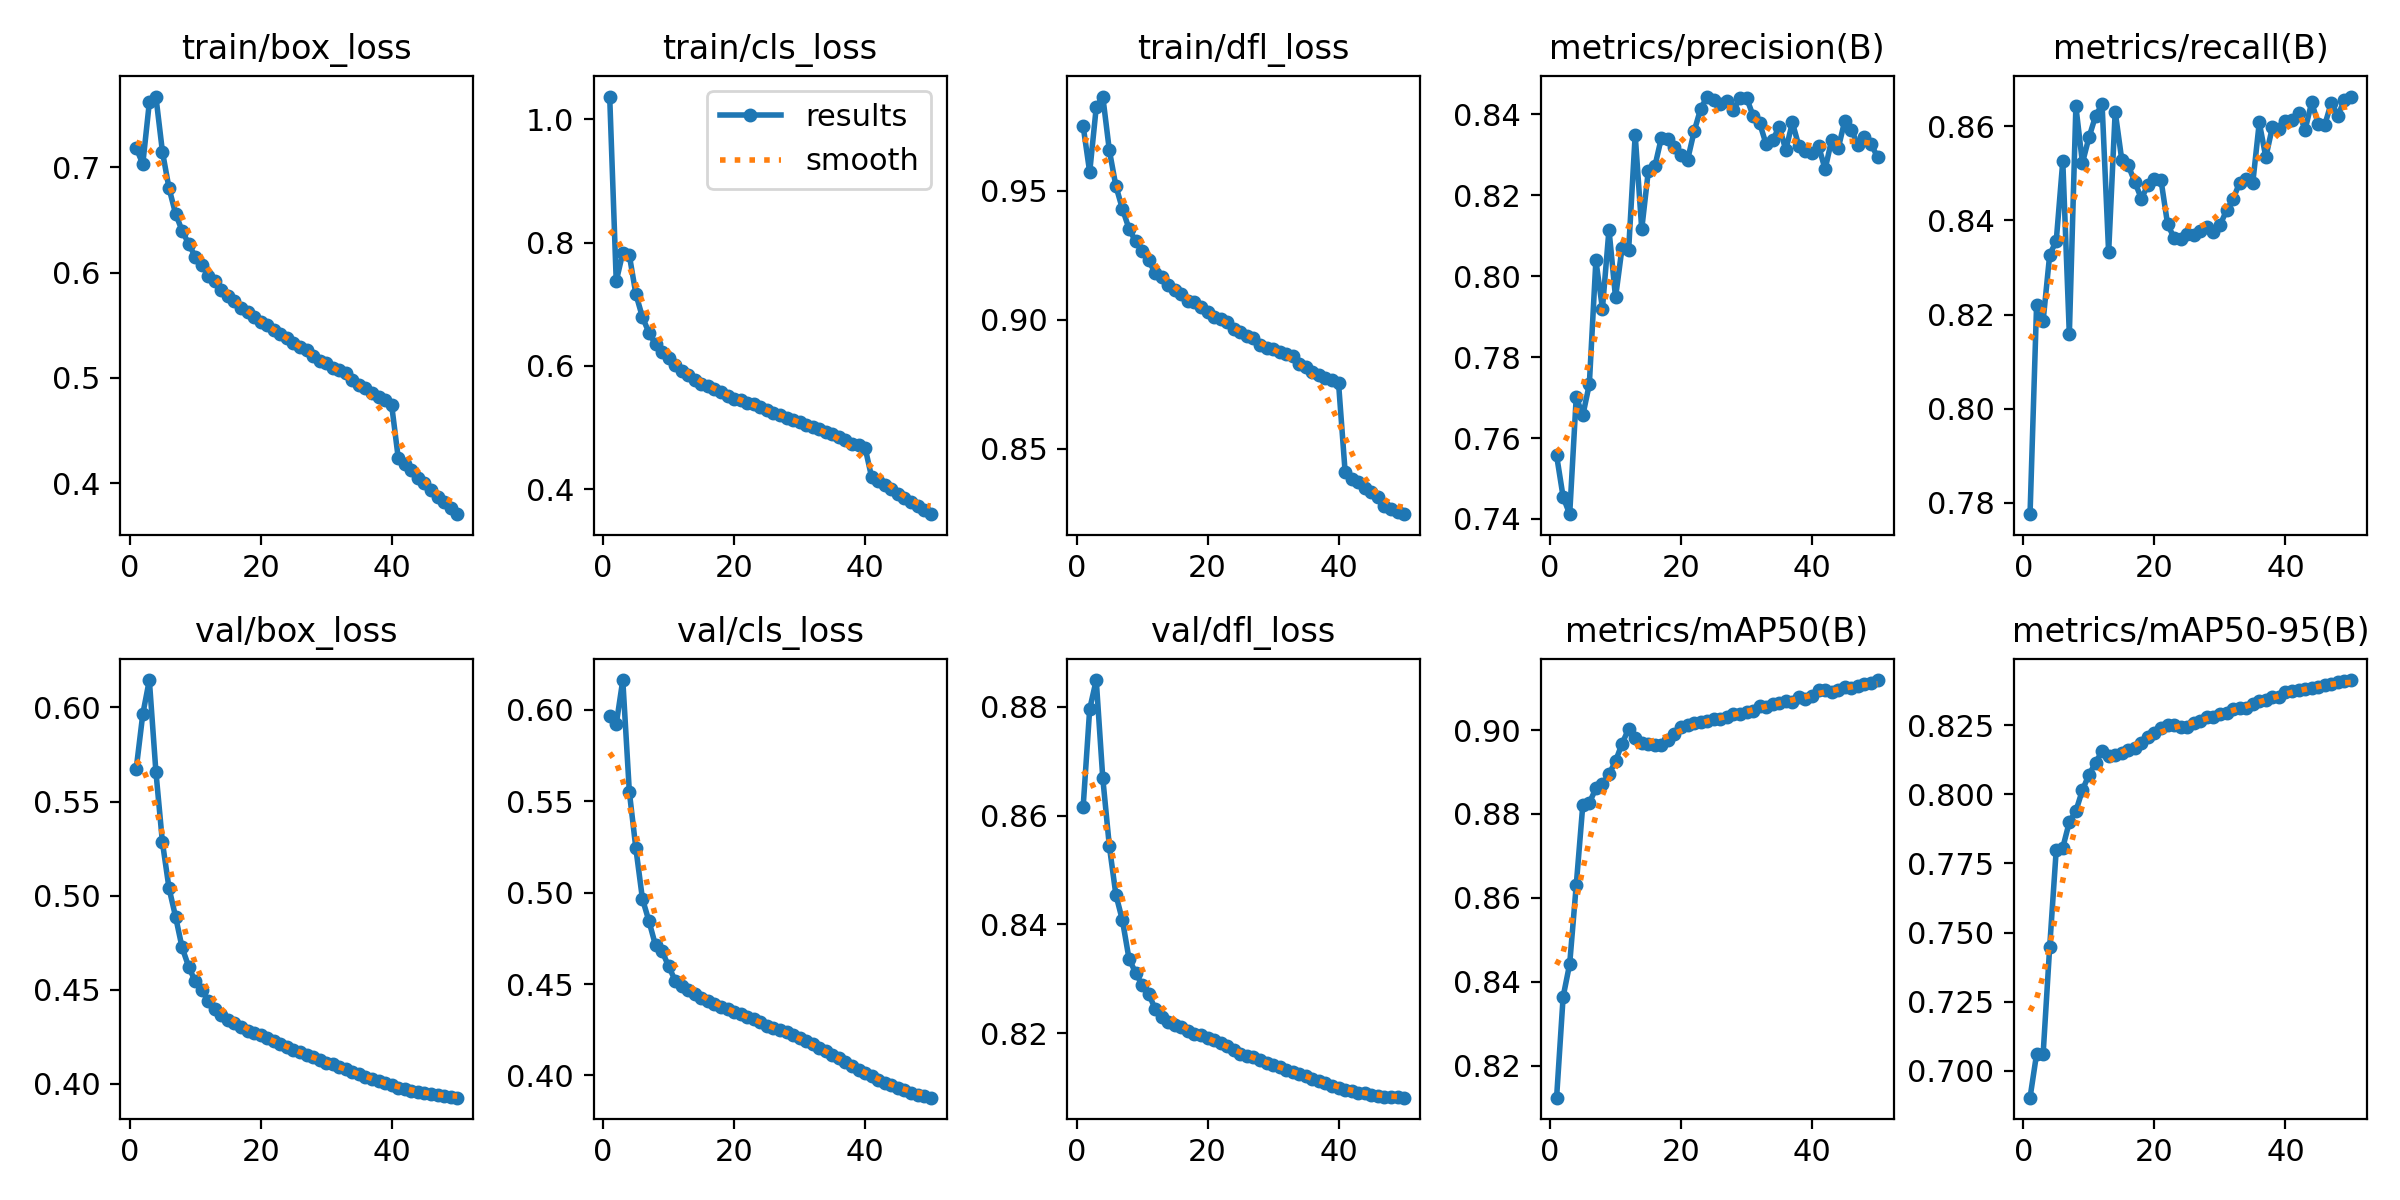 train/box_loss
train/cls_loss
train/dfl_loss
metrics/precision(B)
metrics/recall(B)
results
smooth
0.7
0.6
0.5
0.4
0 20 40
1.0
0.8
0.6
0.4
0 20 40
0.95
0.90
0.85
0 20 40
0.84
0.82
0.80
0.78
0.76
0.74
0 20 40
0.86
0.84
0.82
0.80
0.78
0 20 40
val/box_loss
val/cls_loss
val/dfl_loss
metrics/mAP50(B)
metrics/mAP50-95(B)
0.60
0.55
0.50
0.45
0.40
0 20 40
0.60
0.55
0.50
0.45
0.40
0 20 40
0.88
0.86
0.84
0.82
0 20 40
0.90
0.88
0.86
0.84
0.82
0 20 40
0.825
0.800
0.775
0.750
0.725
0.700
0 20 40